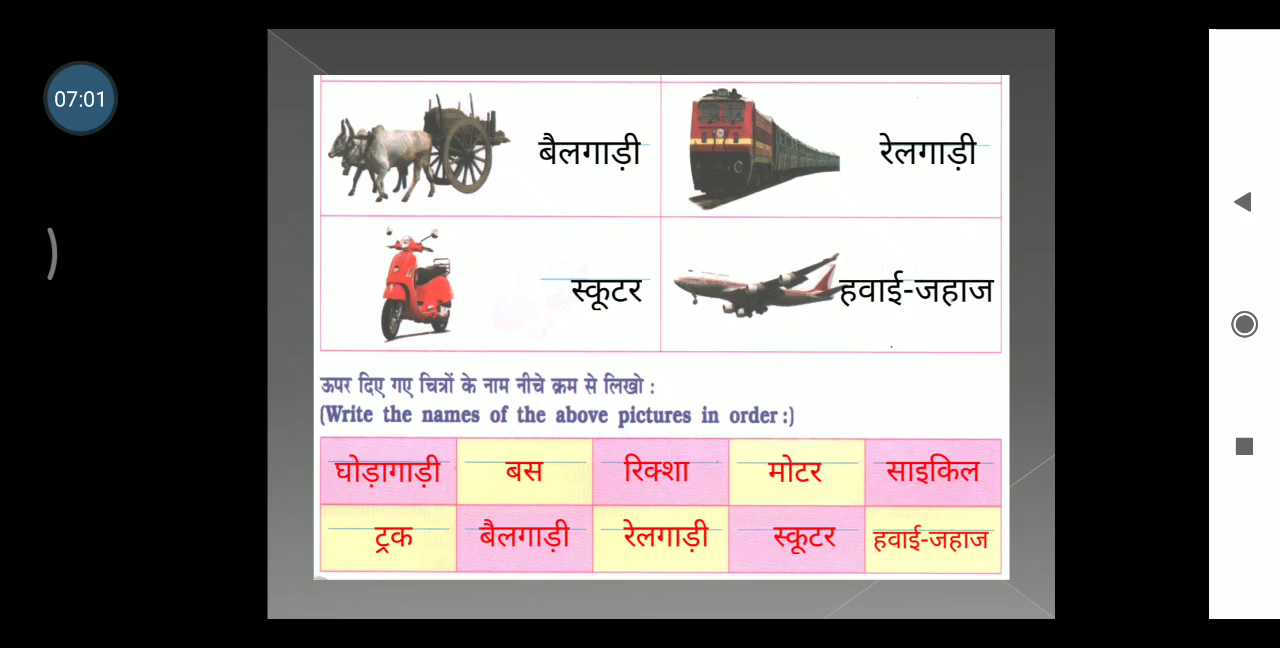 07:01
बैलगाड़ी
रेलगाड़ी
स्कूटर
हवाई-जहाज
ऊपर दिए गए चित्रों के नाम नीचे क्रम से लिखो :
(Write the names of the above pictures in order :)
घोड़ागाड़ी बस रिक्शा मोटर साइकिल
ट्रक बैलगाड़ी रेलगाड़ी स्कूटर हवाई-जहाज